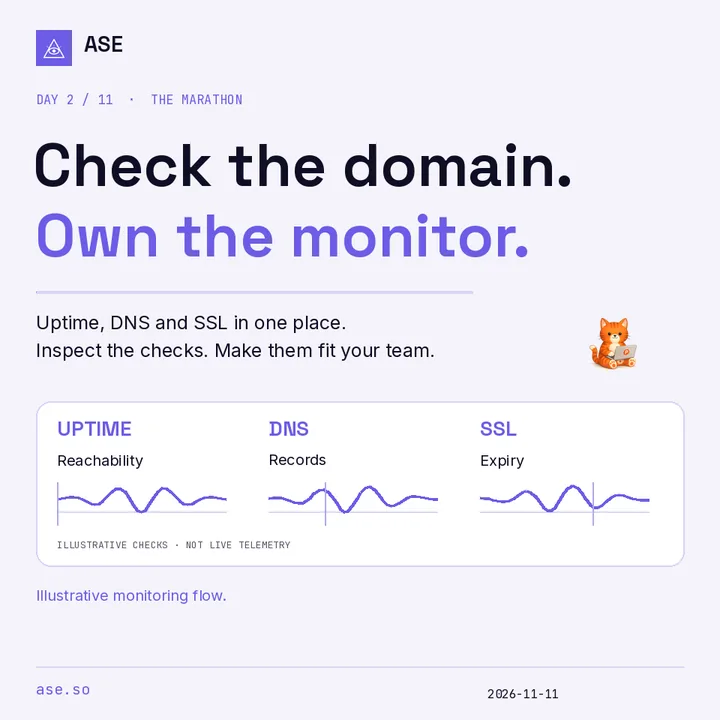 ASE
DAY 2 / 11 · THE MARATHON
Check the domain.
Own the monitor.
Uptime, DNS and SSL in one place.
Inspect the checks. Make them fit your team.
UPTIME
Reachability
DNS
Records
SSL
Expiry
ILLUSTRATIVE CHECKS · NOT LIVE TELEMETRY
Illustrative monitoring flow.
ase.so
2026-11-11